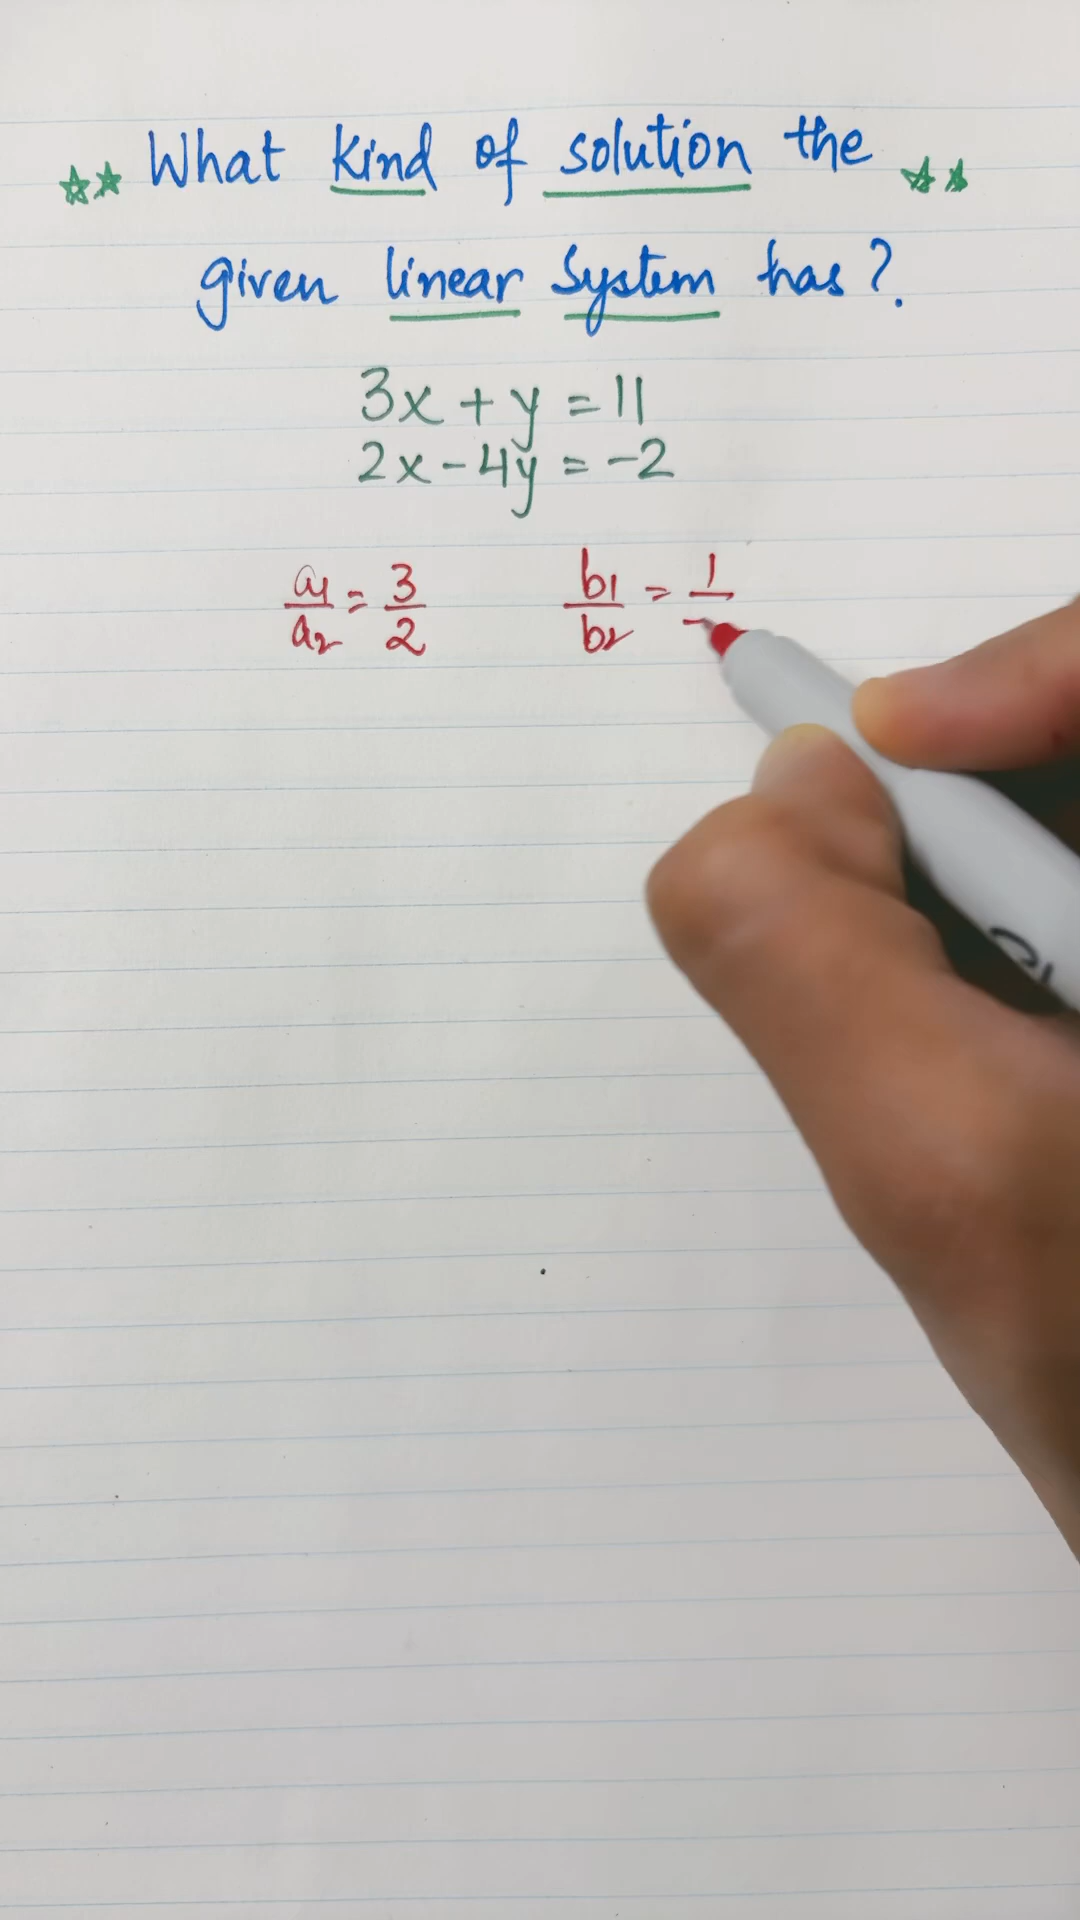 What kind of solution the
given linear system has?
3x + y = 11
2x - 4y = -2
a1/a2 = 3/2 b1/b2 = 1/-